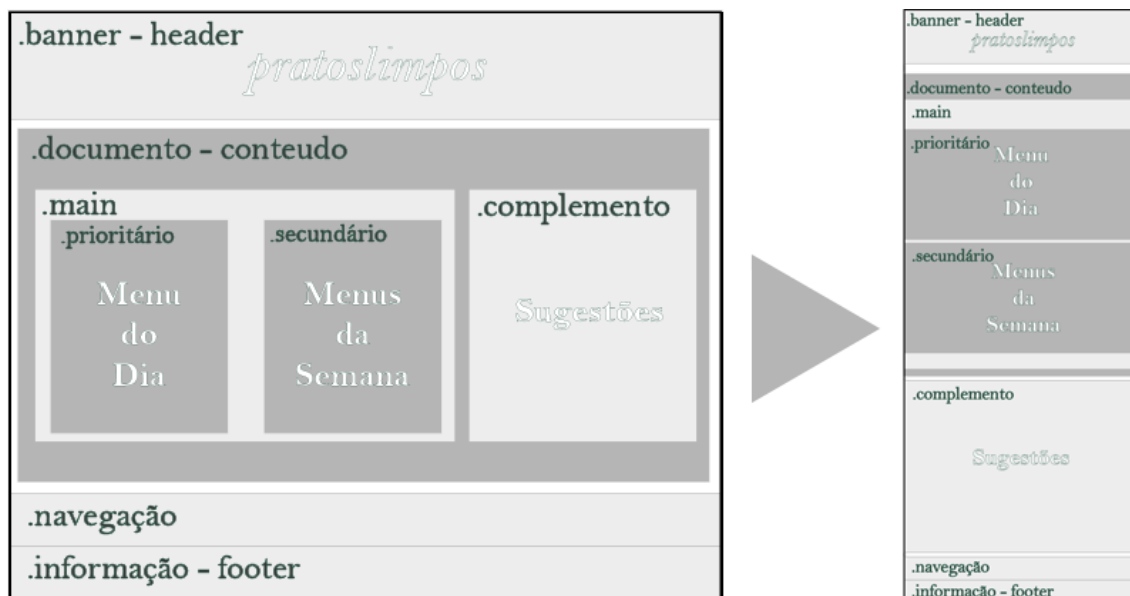 .banner - header
pratoslimpos
.documento - conteudo
.main
.prioritário
Menu
do
Dia
.secundário
Menus
da
Semana
.complemento
Sugestões
.navegação
.informação - footer
.banner - header
pratoslimpos
.documento - conteudo
.main
.prioritário
Menu
do
Dia
.secundário
Menus
da
Semana
.complemento
Sugestões
.navegação
.informação - footer